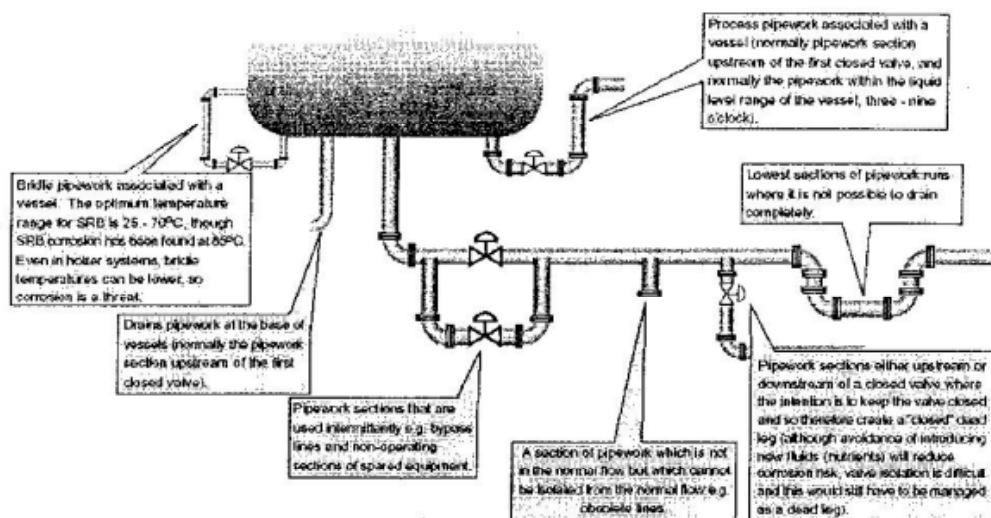 Process pipework associated with a
vessel (normally pipework section
upstream of the first closed valve, and
normally the pipework within the liquid
level range of the vessel, three - nine
o'clock).
Bridle pipework associated with a
vessel. The optimum temperature
range for SRB is 25 - 70ºC, though
SRB corrosion has been found at 85ºC.
Even in hotter systems, bridle
temperatures can be lower, so
corrosion is a threat.
Lowest sections of pipework runs
where it is not possible to drain
completely.
Drains pipework at the base of
vessels (normally the pipework
section upstream of the first
closed valve).
Pipework sections that are
used intermittently e.g. bypass
lines and non-operating
sections of spared equipment.
A section of pipework which is not
in the normal flow but which cannot
be isolated from the normal flow e.g.
obsolete lines.
Pipework sections either upstream or
downstream of a closed valve where
the intention is to keep the valve closed
and so therefore create a "closed" dead
leg (although avoidance of introducing
new fluids (nutrients) will reduce
corrosion risk, valve isolation is difficult
and this would still have to be managed
as a dead leg).